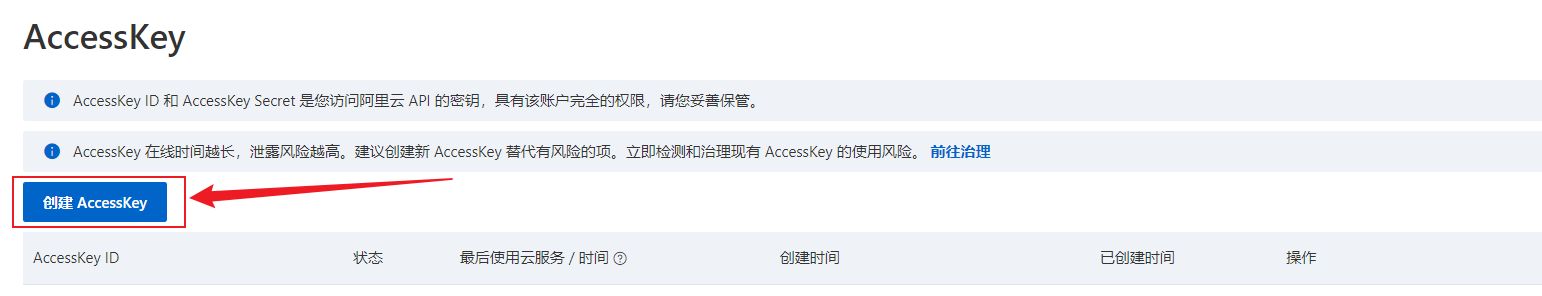 AccessKey
AccessKey ID 和 AccessKey Secret 是您访问阿里云 API 的密钥，具有该账户完全的权限，请您妥善保管。
AccessKey 在线时间越长，泄露风险越高。建议创建新 AccessKey 替代有风险的项。立即检测和治理现有 AccessKey 的使用风险。 前往治理
创建 AccessKey
AccessKey ID 状态 最后使用云服务 / 时间 创建时间 已创建时间 操作